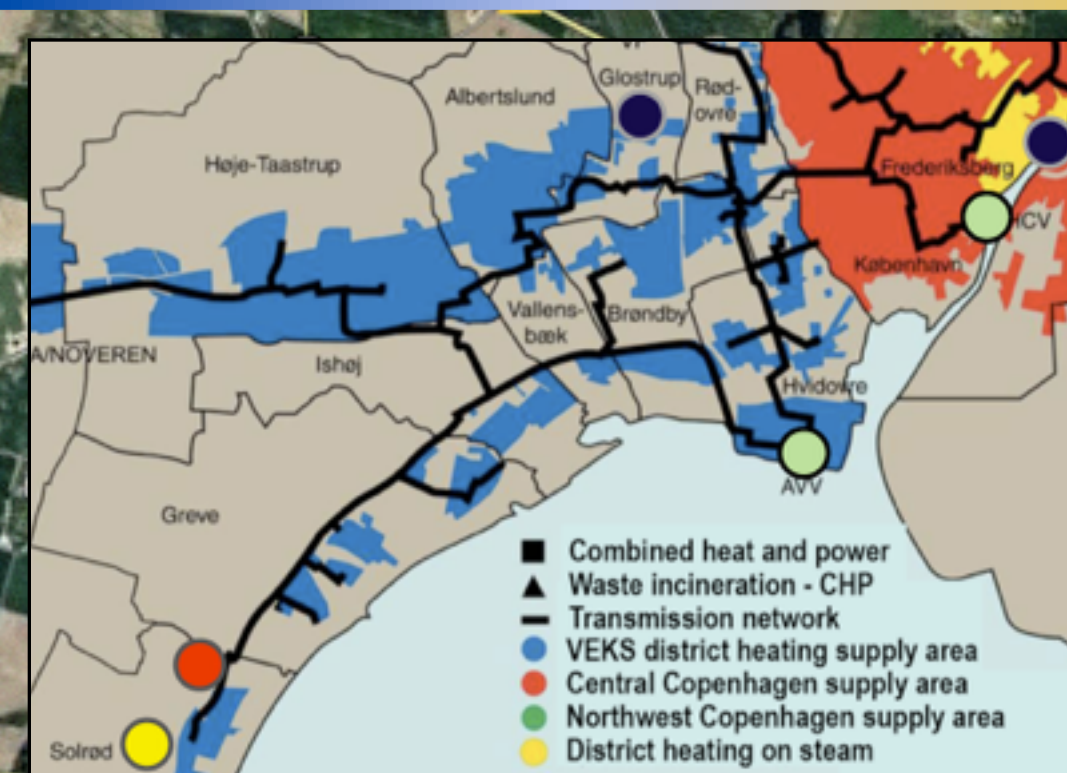 Glostrup
Albertslund
Rød-
ovre
Høje-Taastrup
Frederiksberg
HCV
København
Vallens-
bæk
Brøndby
A/NOVEREN
Ishøj
Hvidovre
AVV
Greve
Solrød
Combined heat and power
Waste incineration - CHP
Transmission network
VEKS district heating supply area
Central Copenhagen supply area
Northwest Copenhagen supply area
District heating on steam